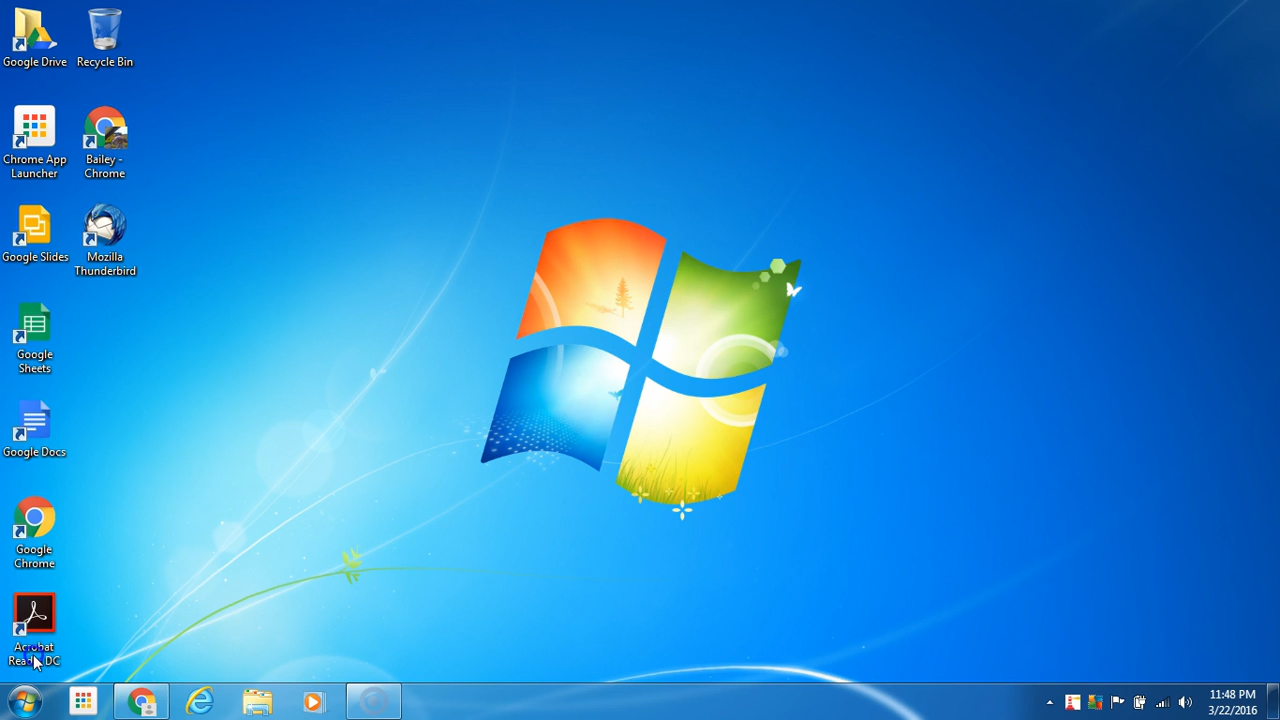 Google Drive
Recycle Bin
Chrome App
Launcher
Bailey -
Chrome
Google Slides
Mozilla
Thunderbird
Google
Sheets
Google Docs
Google
Chrome
Acrobat
DC
11:48 PM
3/22/2016